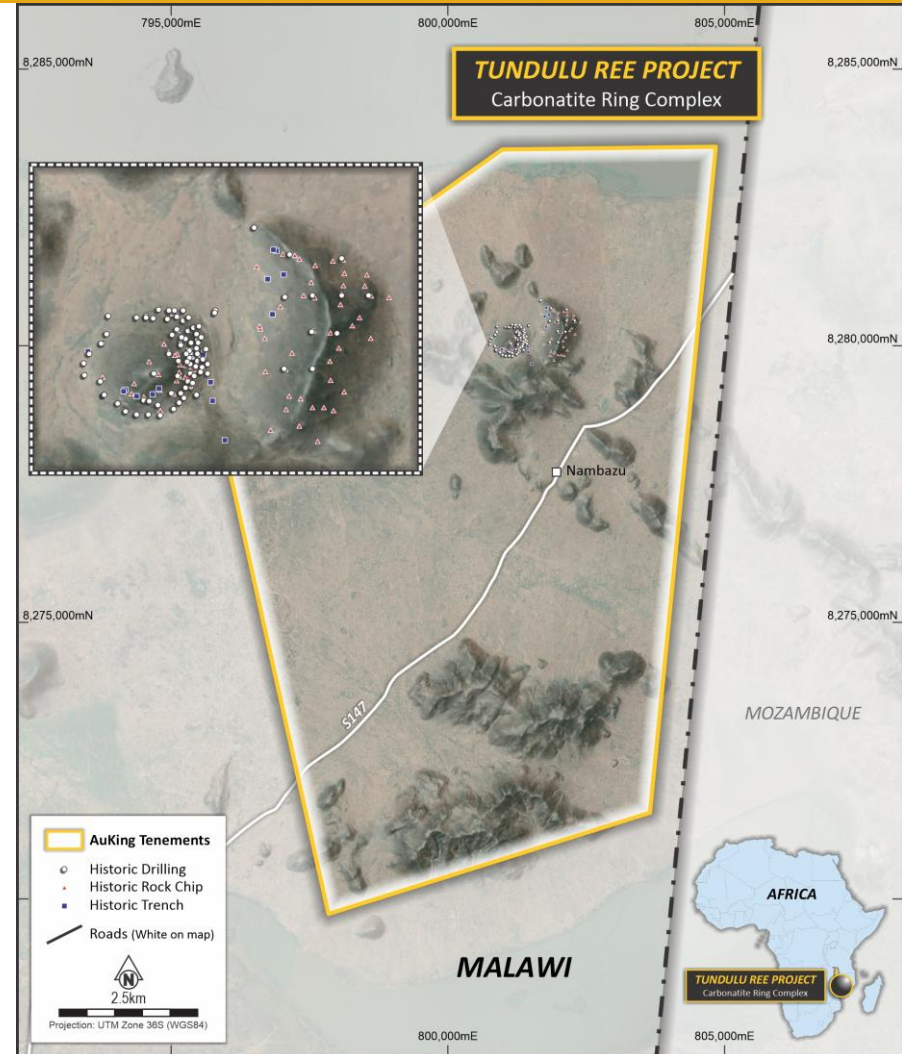 795,000mE
800,000mE
805,000mE
8,285,000mN
8,285,000mN
TUNDULU REE PROJECT
Carbonatite Ring Complex
8,280,000mN
Nambazu
8,275,000mN
8,275,000mN
S147
MOZAMBIQUE
AuKing Tenements
Historic Drilling
Historic Rock Chip
Historic Trench
Roads (White on map)
N
2.5km
Projection: UTM Zone 36S (WGS84)
MALAWI
AFRICA
TUNDULU REE PROJECT
Carbonatite Ring Complex
800,000mE
805,000mE